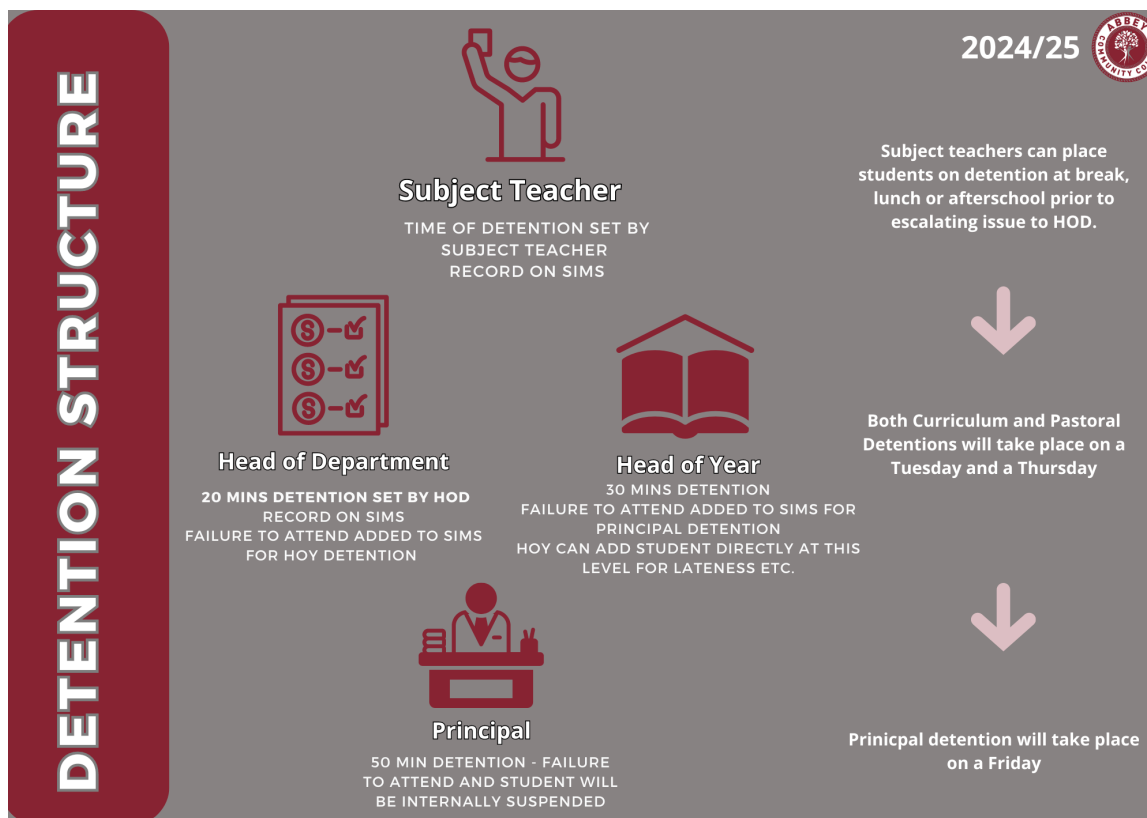 DETENTION STRUCTURE
2024/25
ABBEY
COMMUNITY
Subject Teacher
TIME OF DETENTION SET BY
SUBJECT TEACHER
RECORD ON SIMS
Subject teachers can place
students on detention at break,
lunch or afterschool prior to
escalating issue to HOD.
Head of Department
20 MINS DETENTION SET BY HOD
RECORD ON SIMS
FAILURE TO ATTEND ADDED TO SIMS
FOR HOY DETENTION
Head of Year
30 MINS DETENTION
FAILURE TO ATTEND ADDED TO SIMS FOR
PRINCIPAL DETENTION
HOY CAN ADD STUDENT DIRECTLY AT THIS
LEVEL FOR LATENESS ETC.
Both Curriculum and Pastoral
Detentions will take place on a
Tuesday and a Thursday
Principal
50 MIN DETENTION - FAILURE
TO ATTEND AND STUDENT WILL
BE INTERNALLY SUSPENDED
Prinicpal detention will take place
on a Friday